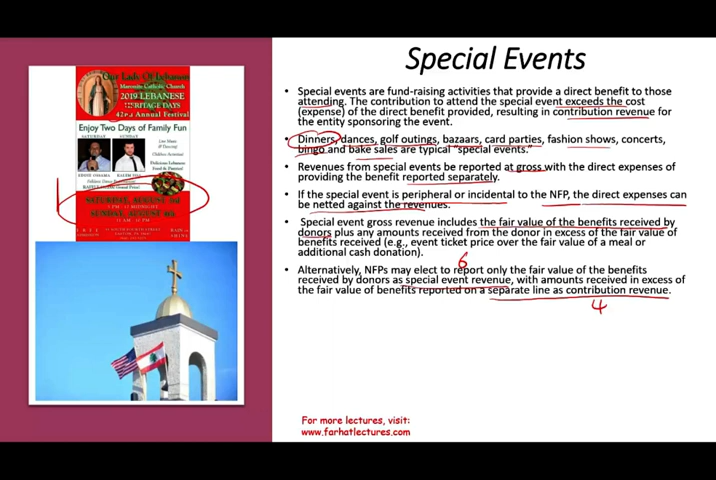 Special Events
Our Lady Of Lebanon
Maronite Catholic Church
2019 LEBANESE
HERITAGE DAYS
42nd Annual Festival
Enjoy Two Days of Family Fun
SATURDAY
SUNDAY
SATURDAY, AUGUST 3rd
SUNDAY, AUGUST 4th
• Special events are fund-raising activities that provide a direct benefit to those
attending. The contribution to attend the special event exceeds the cost
(expense) of the direct benefit provided, resulting in contribution revenue for
the entity sponsoring the event.
• Dinners, dances, golf outings, bazaars, card parties, fashion shows, concerts,
bingo and bake sales are typical "special events."
• Revenues from special events be reported at gross with the direct expenses of
providing the benefit reported separately.
• If the special event is peripheral or incidental to the NFP, the direct expenses can
be netted against the revenues.
• Special event gross revenue includes the fair value of the benefits received by
donors plus any amounts received from the donor in excess of the fair value of
benefits received (e.g., event ticket price over the fair value of a meal or
additional cash donation).
6
• Alternatively, NFPs may elect to report only the fair value of the benefits
received by donors as special event revenue, with amounts received in excess of
the fair value of benefits reported on a separate line as contribution revenue.
4
For more lectures, visit:
www.farhatlectures.com